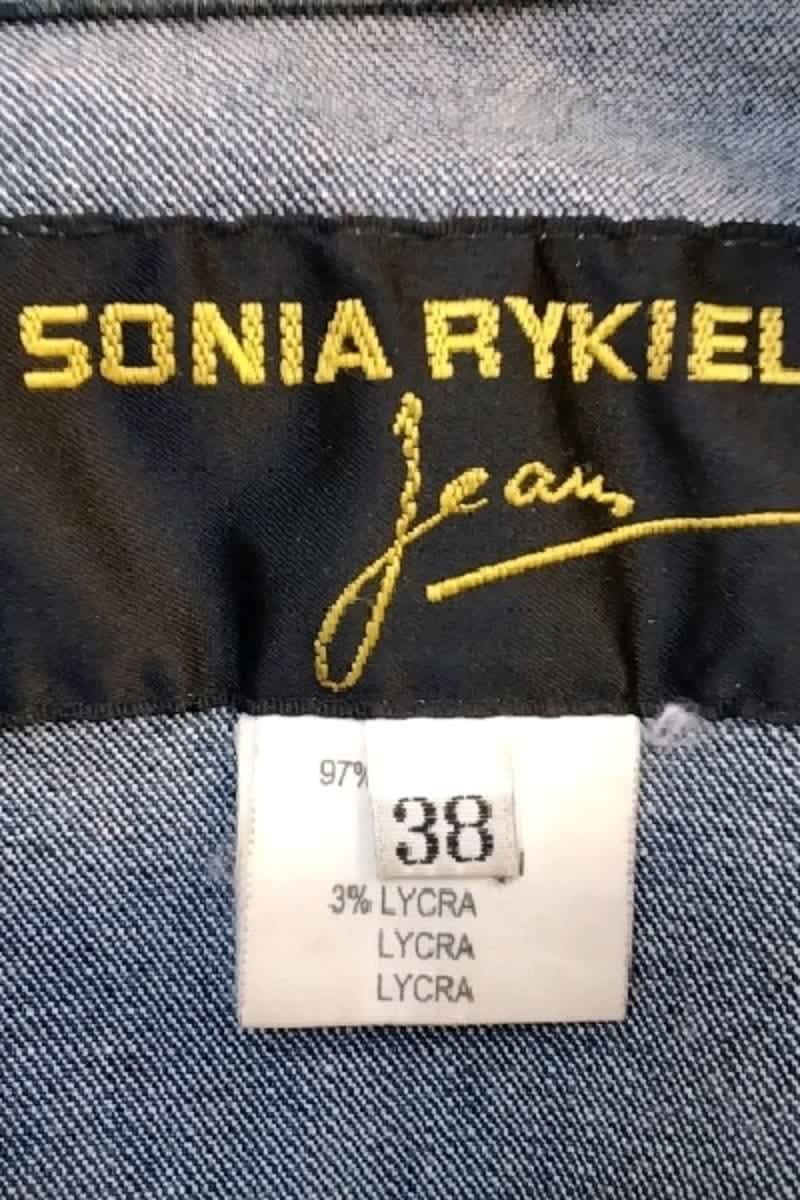 SONIA RYKIEL
Jeans
97%
38
3% LYCRA
LYCRA
LYCRA